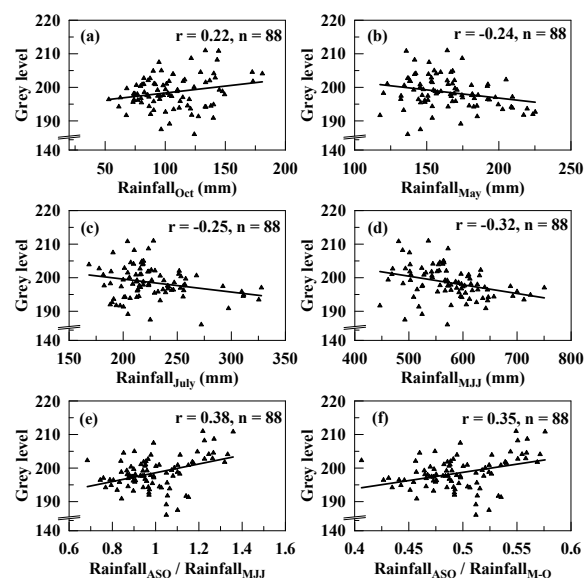 (a) r = 0.22, n = 88
Grey level
220
210
200
190
140
0 50 100 150 200
Rainfall_Oct (mm)
(b) r = -0.24, n = 88
Grey level
220
210
200
190
140
100 150 200 250
Rainfall_May (mm)
(c) r = -0.25, n = 88
Grey level
220
210
200
190
140
150 200 250 300 350
Rainfall_July (mm)
(d) r = -0.32, n = 88
Grey level
220
210
200
190
140
400 500 600 700 800
Rainfall_MJJ (mm)
(e) r = 0.38, n = 88
Grey level
220
210
200
190
140
0.6 0.8 1 1.2 1.4 1.6
Rainfall_ASO / Rainfall_MJJ
(f) r = 0.35, n = 88
Grey level
220
210
200
190
140
0.4 0.45 0.5 0.55 0.6
Rainfall_ASO / Rainfall_M-O